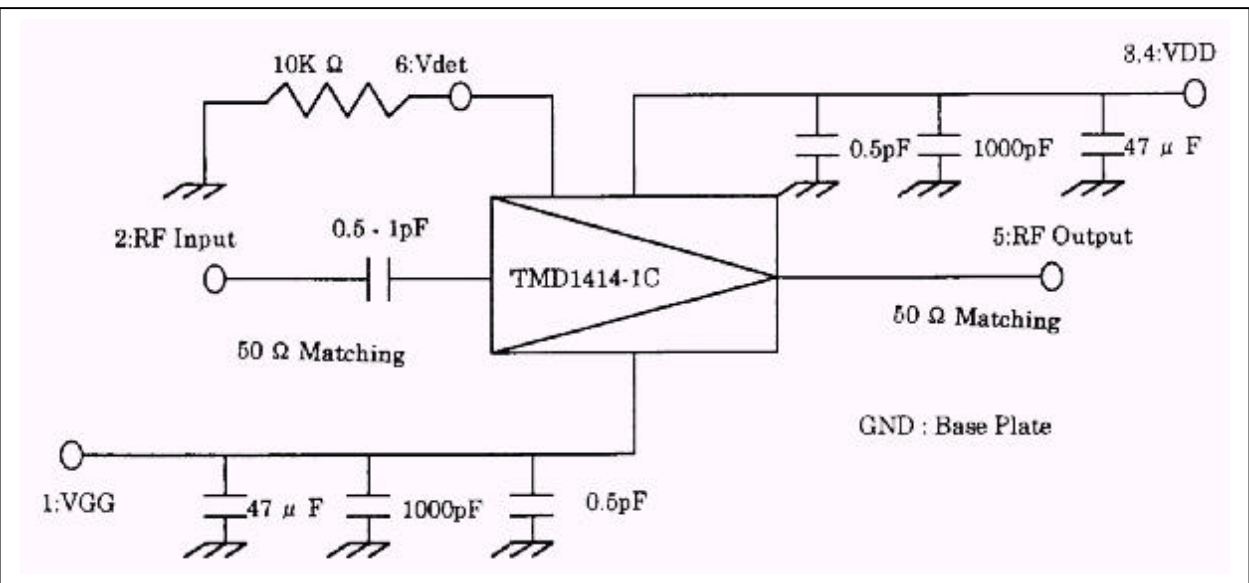 10K Ω
6:Vdet
3,4:VDD
0.5pF
1000pF
47 μ F
2:RF Input
0.5 - 1pF
TMD1414-1C
5:RF Output
50 Ω Matching
50 Ω Matching
GND : Base Plate
1:VGG
47 μ F
1000pF
0.5pF